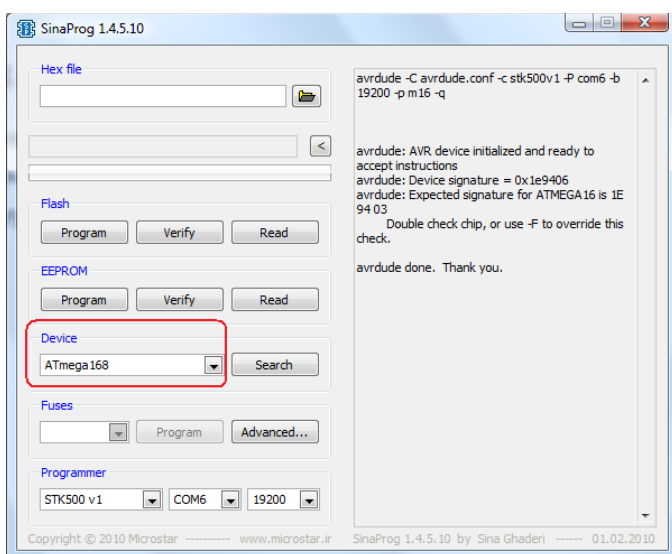 SinaProg 1.4.5.10
Hex file
<
Flash
Program Verify Read
EEPROM
Program Verify Read
Device
ATmega168 Search
Fuses
Program Advanced...
Programmer
STK500 v1 COM6 19200
Copyright © 2010 Microstar ---------- www.microstar.ir
avrdude -C avrdude.conf -c stk500v1 -P com6 -b
19200 -p m16 -q
avrdude: AVR device initialized and ready to
accept instructions
avrdude: Device signature = 0x1e9406
avrdude: Expected signature for ATMEGA16 is 1E
94 03
Double check chip, or use -F to override this
check.
avrdude done.  Thank you.
SinaProg 1.4.5.10 by Sina Ghaderi ------ 01.02.2010